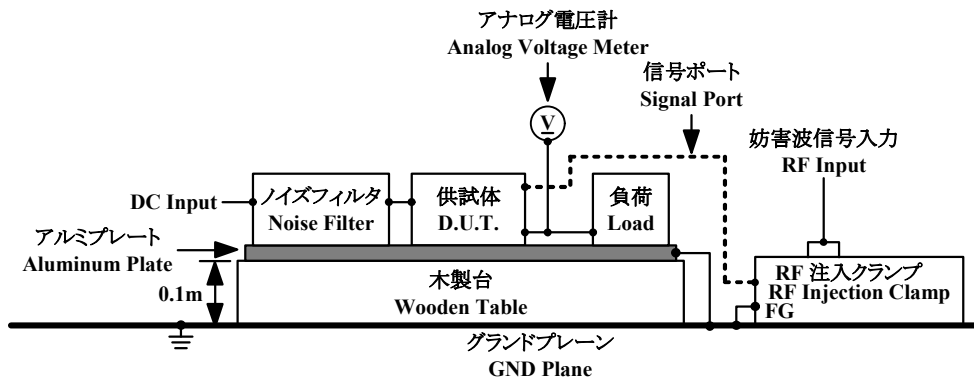 アナログ電圧計
Analog Voltage Meter
信号ポート
Signal Port
妨害波信号入力
RF Input
V
DC Input
ノイズフィルタ
Noise Filter
供試体
D.U.T.
負荷
Load
アルミプレート
Aluminum Plate
0.1m
木製台
Wooden Table
RF 注入クランプ
RF Injection Clamp
FG
グランドプレーン
GND Plane